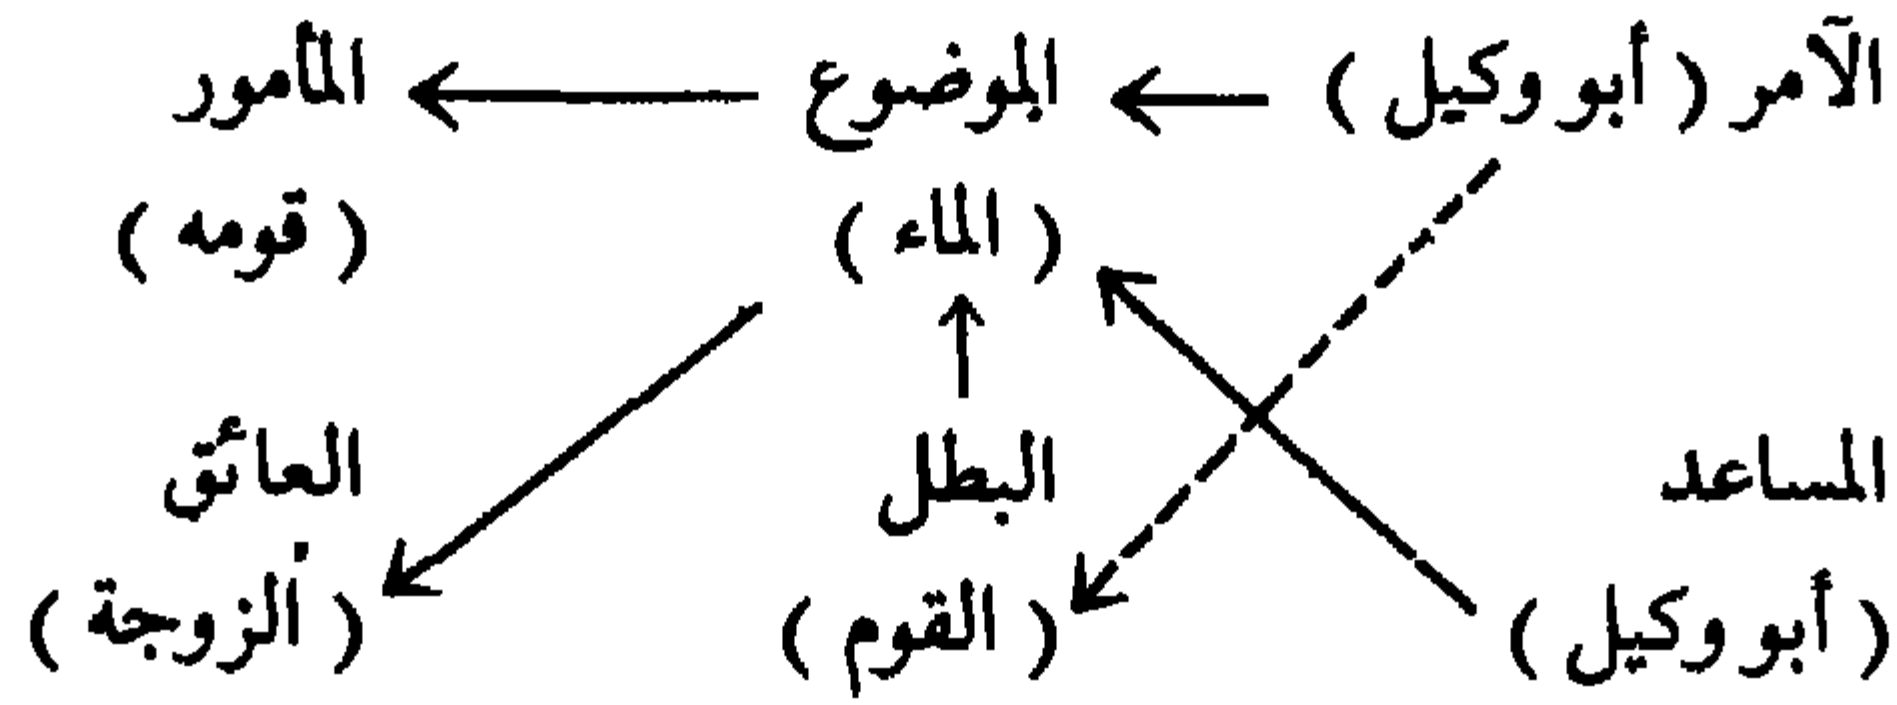 الآمر ( أبو وكيل ) الموضوع المأمور
( الماء ) ( قومه )
المساعد البطل العائق
( أبو وكيل ) ( القوم ) ( الزوجة )